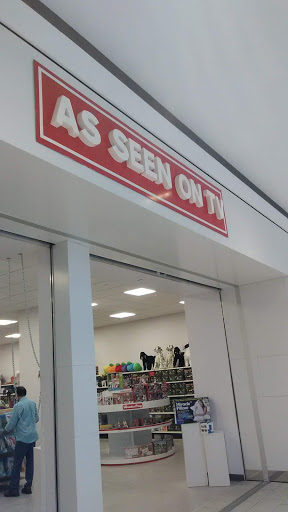 AS SEEN ON TV